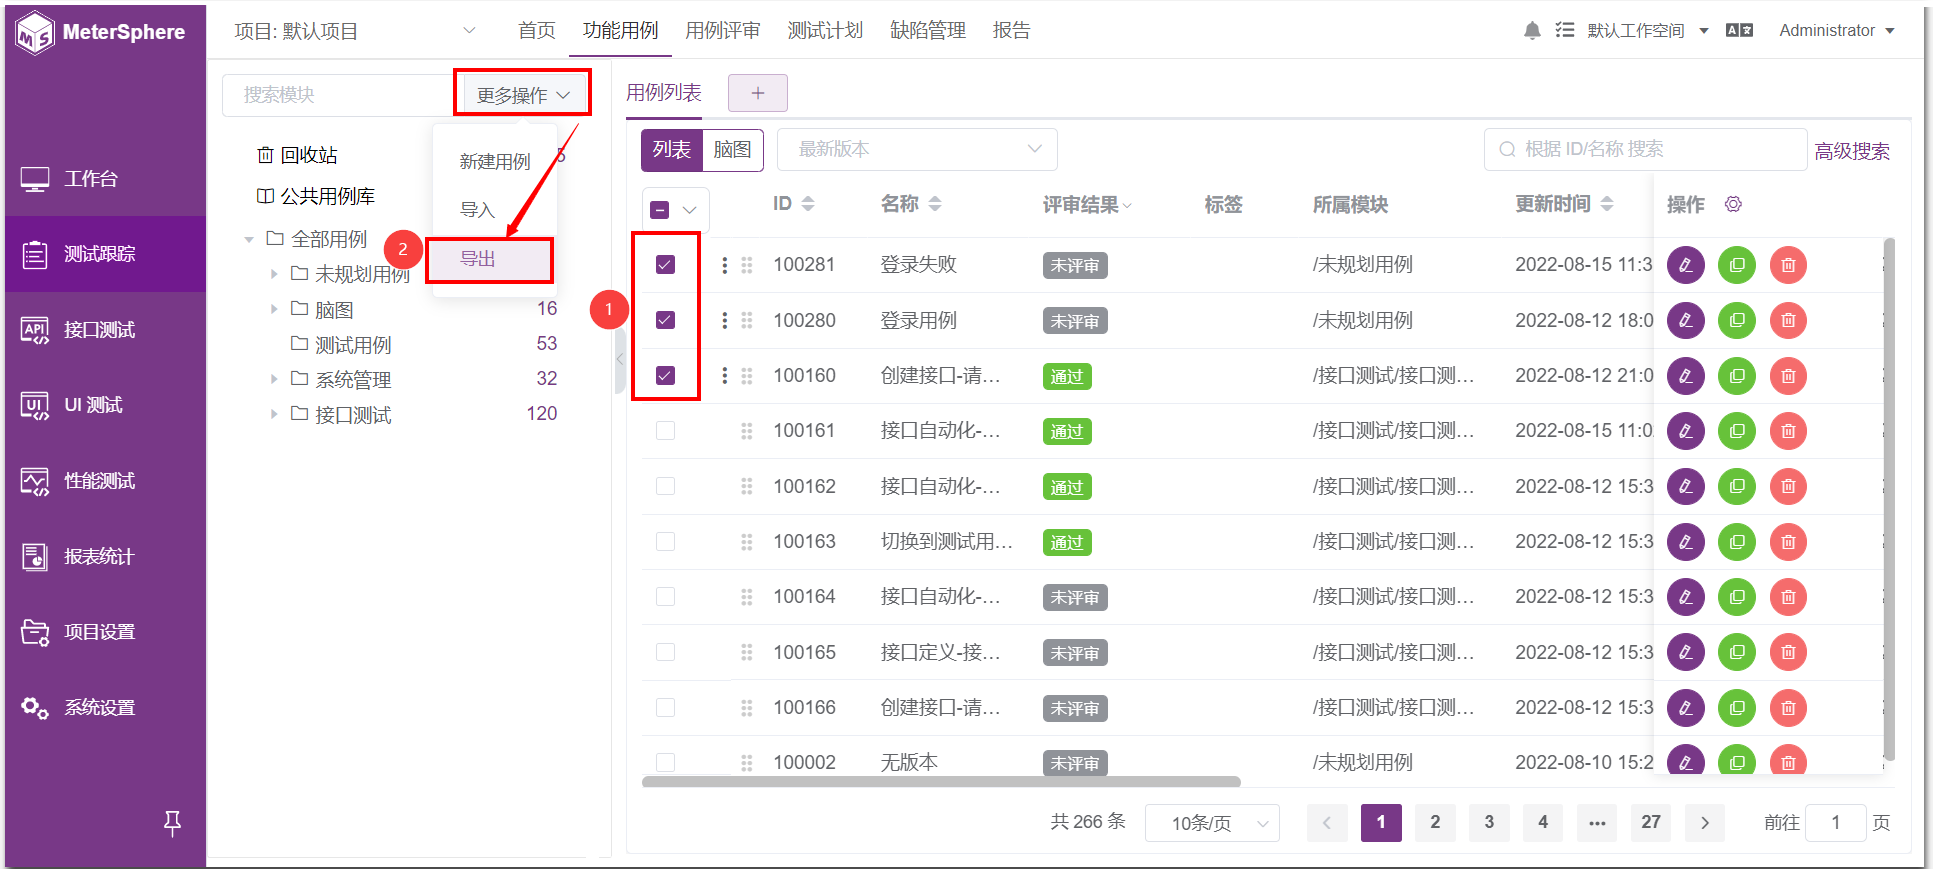 MS MeterSphere
项目: 默认项目
首页 功能用例 用例评审 测试计划 缺陷管理 报告
默认工作空间
Administrator
工作台
测试跟踪
接口测试
UI 测试
性能测试
报表统计
项目设置
系统设置
搜索模块
更多操作
新建用例
导入
导出
2
回收站
公共用例库
全部用例
未规划用例
脑图 16
测试用例 53
系统管理 32
接口测试 120
1
用例列表 +
列表 脑图 最新版本 根据 ID/名称 搜索 高级搜索
ID 名称 评审结果 标签 所属模块 更新时间 操作
100281 登录失败 未评审 /未规划用例 2022-08-15 11:3
100280 登录用例 未评审 /未规划用例 2022-08-12 18:0
100160 创建接口-请... 通过 /接口测试/接口测... 2022-08-12 21:0
100161 接口自动化-... 通过 /接口测试/接口测... 2022-08-15 11:0
100162 接口自动化-... 通过 /接口测试/接口测... 2022-08-12 15:3
100163 切换到测试用... 通过 /接口测试/接口测... 2022-08-12 15:3
100164 接口自动化-... 未评审 /接口测试/接口测... 2022-08-12 15:3
100165 接口定义-接... 未评审 /接口测试/接口测... 2022-08-12 15:3
100166 创建接口-请... 未评审 /接口测试/接口测... 2022-08-12 15:3
100002 无版本 未评审 /未规划用例 2022-08-10 15:2
共 266 条 10条/页 1 2 3 4 ... 27 前往 1 页